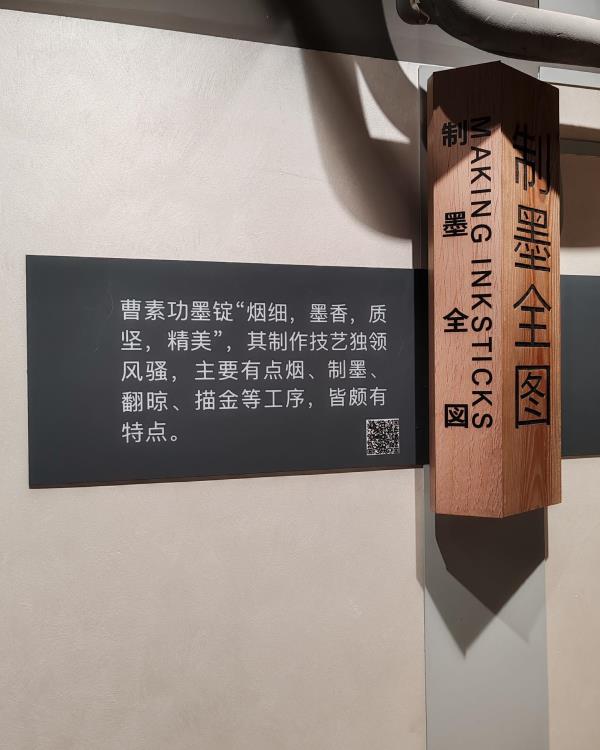 曹素功墨锭“烟细，墨香，质
坚，精美”，其制作技艺独领
风骚，主要有点烟、制墨、
翻晾、描金等工序，皆颇有
特点。
制墨全図
MAKING INKSTICKS
制墨全图